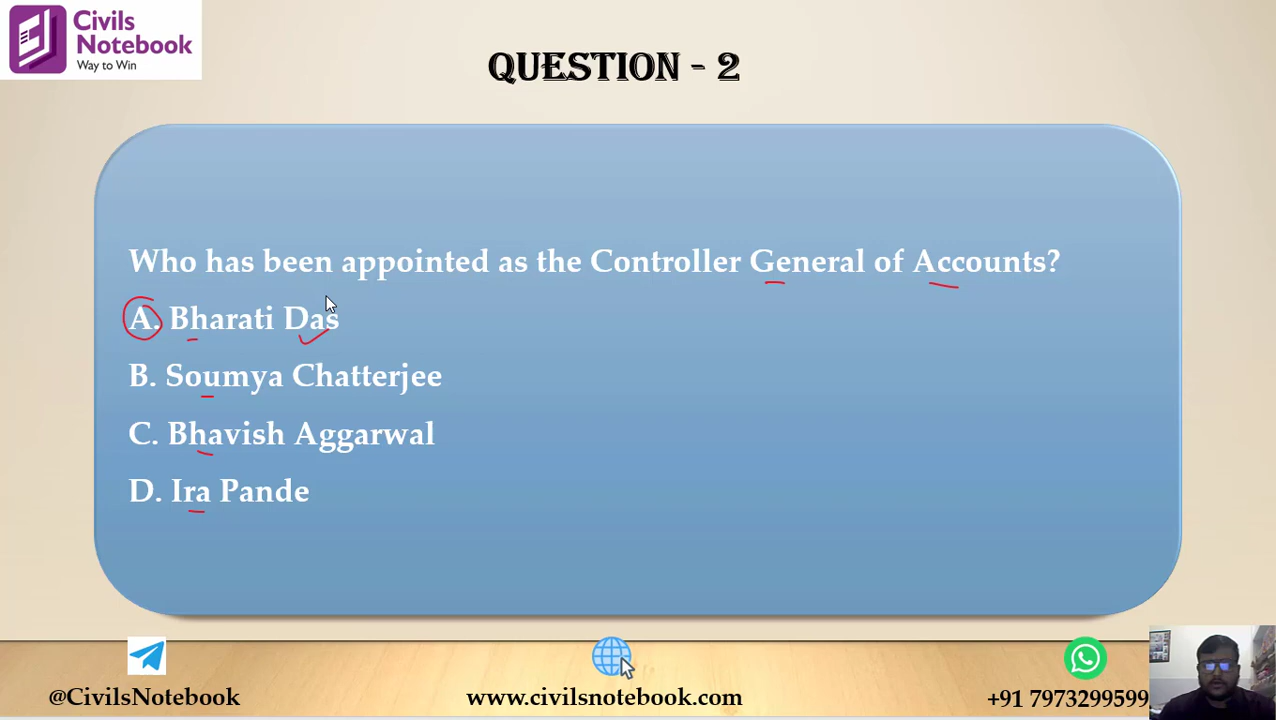 Civils
Notebook
Way to Win
QUESTION - 2
Who has been appointed as the Controller General of Accounts?
A. Bharati Das
B. Soumya Chatterjee
C. Bhavish Aggarwal
D. Ira Pande
@CivilsNotebook
www.civilsnotebook.com
+91 7973299599